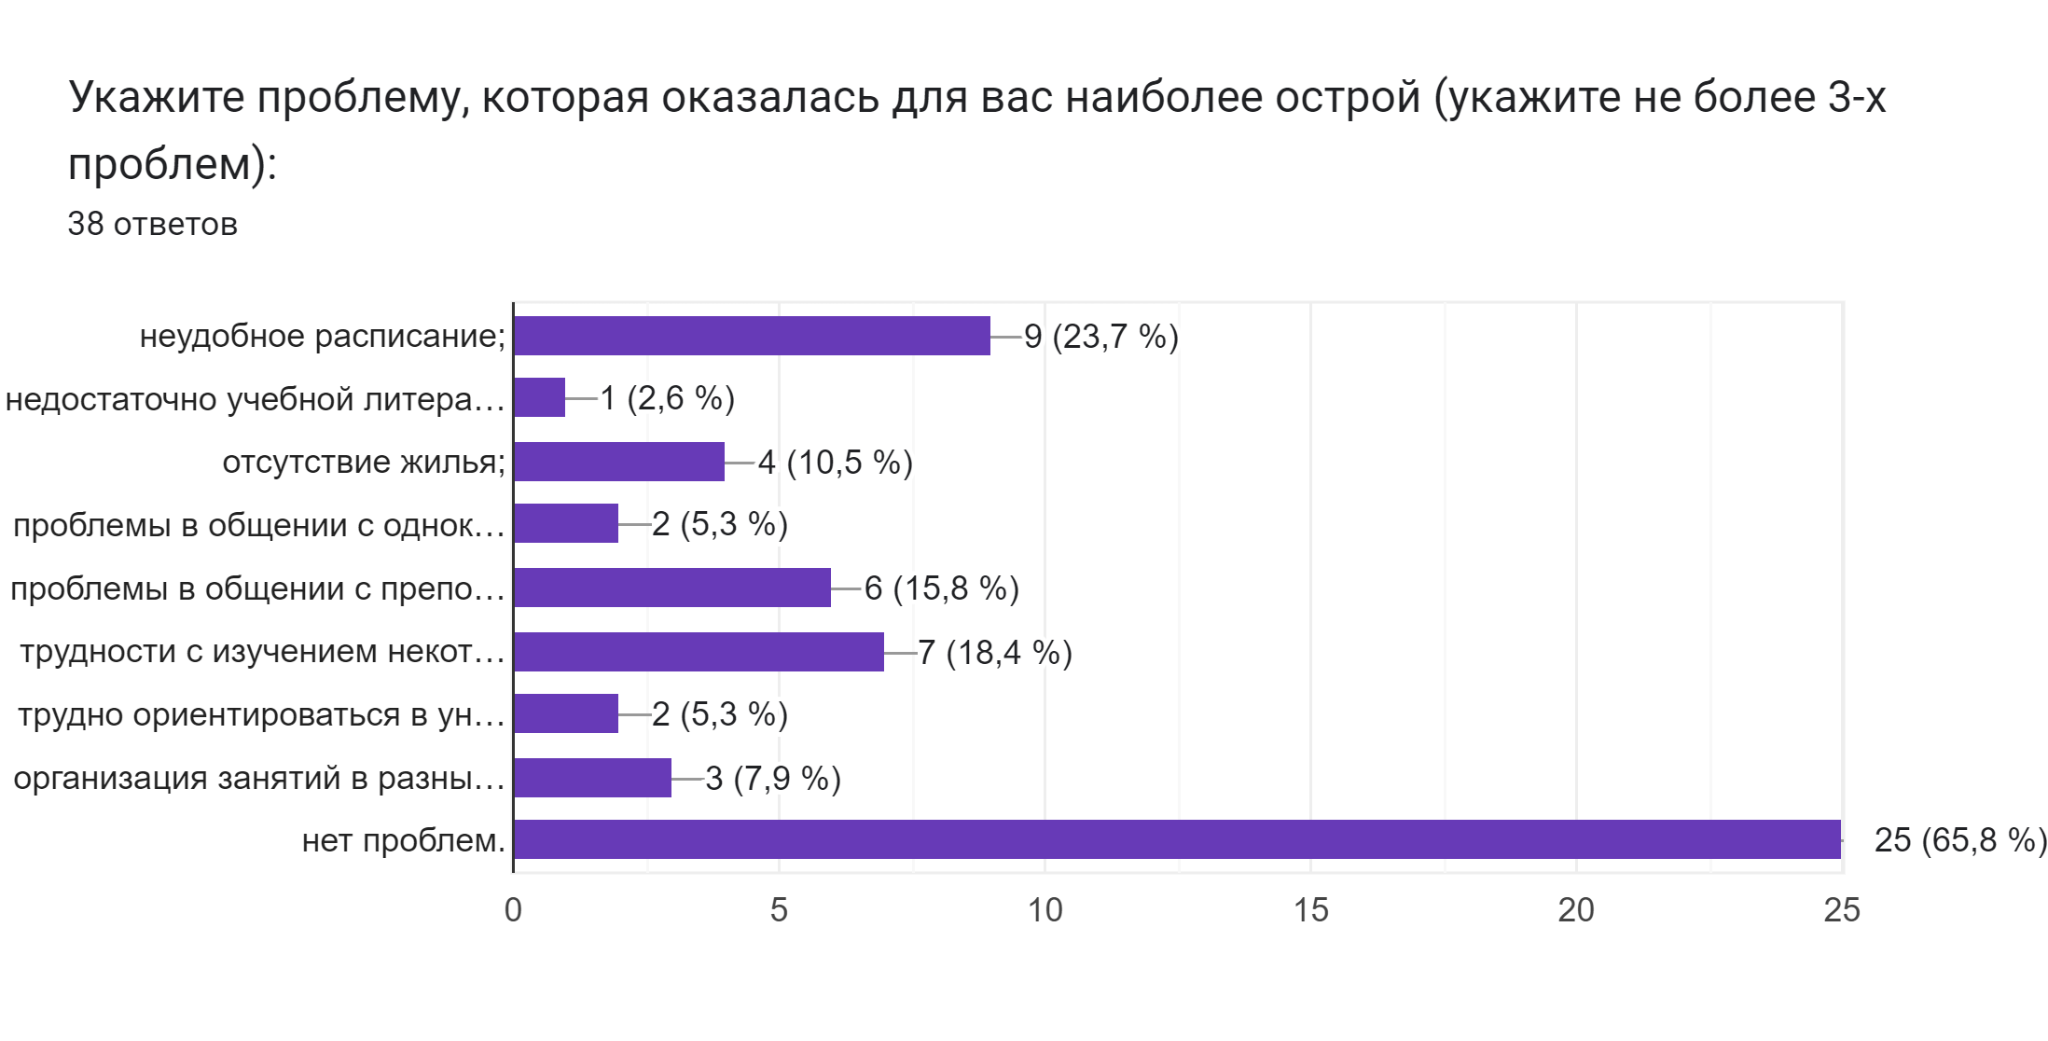 Укажите проблему, которая оказалась для вас наиболее острой (укажите не более 3-х
проблем):
38 ответов
неудобное расписание;
9 (23,7 %)
недостаточно учебной литера…
1 (2,6 %)
отсутствие жилья;
4 (10,5 %)
проблемы в общении с однок…
2 (5,3 %)
проблемы в общении с препо…
6 (15,8 %)
трудности с изучением некот…
7 (18,4 %)
трудно ориентироваться в ун…
2 (5,3 %)
организация занятий в разны…
3 (7,9 %)
нет проблем.
25 (65,8 %)
0 5 10 15 20 25